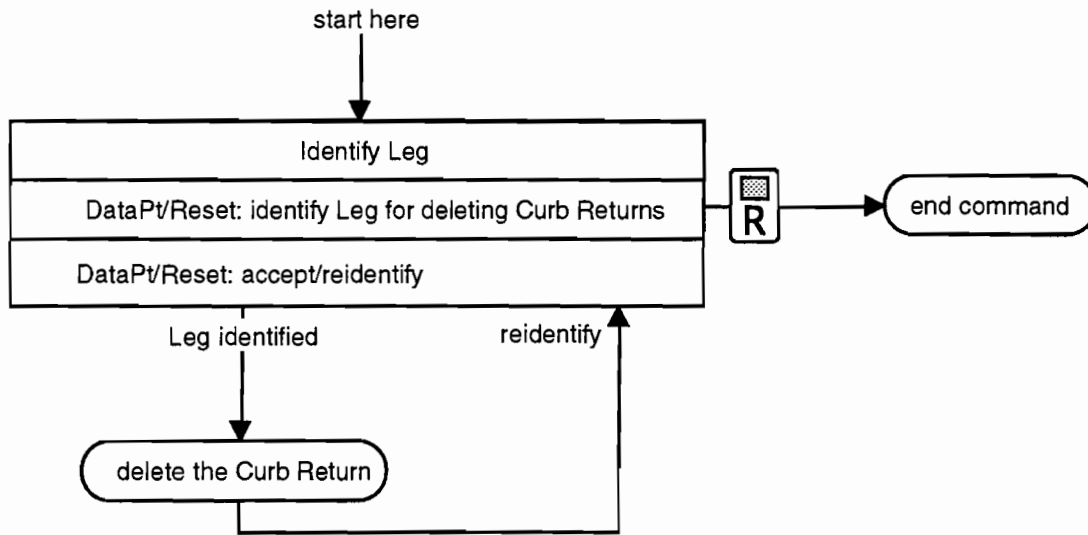 start here
Identify Leg
DataPt/Reset: identify Leg for deleting Curb Returns
R
end command
DataPt/Reset: accept/reidentify
Leg identified
reidentify
delete the Curb Return